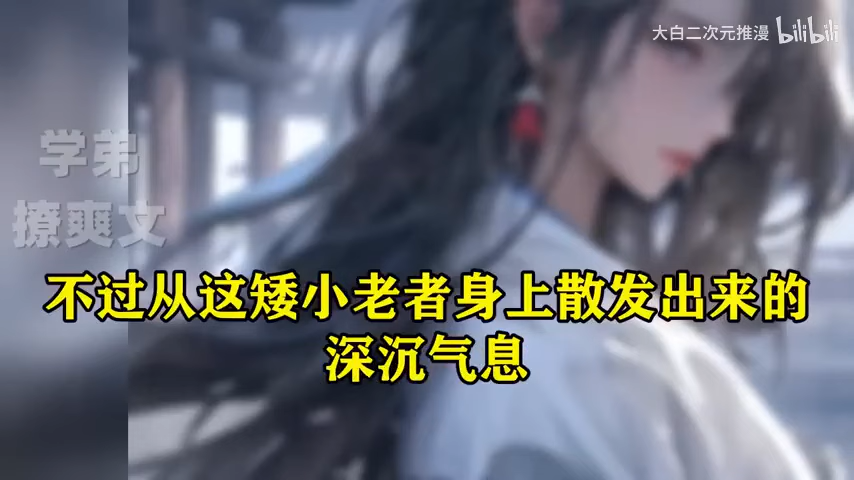 大白二次元推漫 bilibili
学弟
撩爽文
不过从这矮小老者身上散发出来的
深沉气息